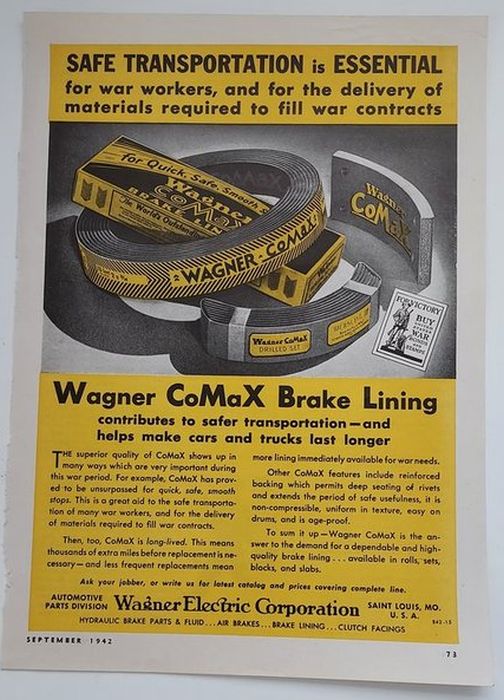 SAFE TRANSPORTATION is ESSENTIAL
for war workers, and for the delivery of
materials required to fill war contracts
for Quick, Safe, Smooth S
Wagner
CoMaX
BRAKE LIN
The World's Outstandin
WAGNER CoMaX
Wagner
CoMaX
Wagner CoMaX
DRILLED SET
FOR VICTORY
BUY
UNITED
STATES
WAR
BONDS
AND
STAMPS
Wagner CoMaX Brake Lining
contributes to safer transportation—and
helps make cars and trucks last longer
THE superior quality of CoMaX shows up in
many ways which are very important during
this war period. For example, CoMaX has prov-
ed to be unsurpassed for quick, safe, smooth
stops. This is a great aid to the safe transporta-
tion of many war workers, and for the delivery
of materials required to fill war contracts.
Then, too, CoMaX is long-lived. This means
thousands of extra miles before replacement is ne-
cessary—and less frequent replacements mean
more lining immediately available for war needs.
Other CoMaX features include reinforced
backing which permits deep seating of rivets
and extends the period of safe usefulness, it is
non-compressible, uniform in texture, easy on
drums, and is age-proof.
To sum it up—Wagner CoMaX is the an-
swer to the demand for a dependable and high-
quality brake lining . . . available in rolls, sets,
blocks, and slabs.
Ask your jobber, or write us for latest catalog and prices covering complete line.
AUTOMOTIVE
PARTS DIVISION
Wagner Electric Corporation
SAINT LOUIS, MO.
U. S. A.
HYDRAULIC BRAKE PARTS & FLUID . . . AIR BRAKES . . . BRAKE LINING . . . CLUTCH FACINGS
S42-15
SEPTEMBER 1942
73